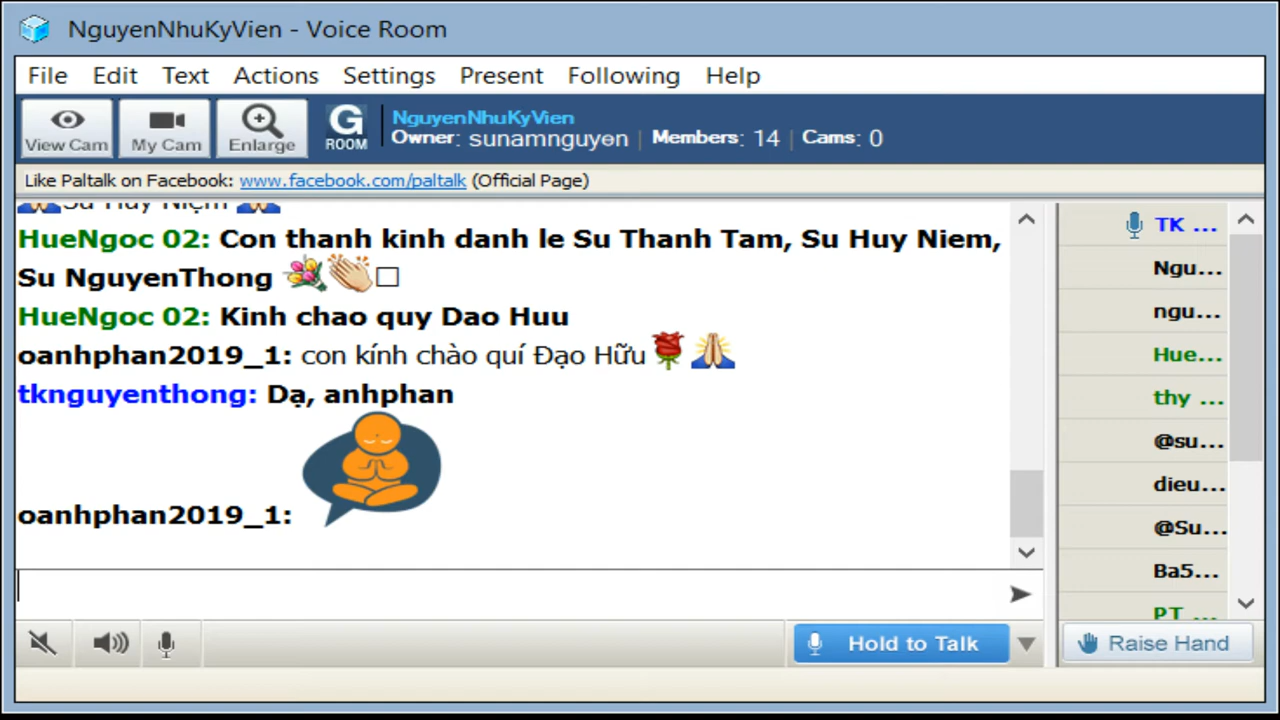 NguyenNhuKyVien - Voice Room
File Edit Text Actions Settings Present Following Help
View Cam My Cam Enlarge G ROOM
NguyenNhuKyVien
Owner: sunamnguyen | Members: 14 | Cams: 0
Like Paltalk on Facebook: www.facebook.com/paltalk (Official Page)
🙏Sư Huy Niệm 🙏
HueNgoc 02: Con thanh kinh danh le Su Thanh Tam, Su Huy Niem,
Su NguyenThong 💐👏□
HueNgoc 02: Kinh chao quy Dao Huu
oanhphan2019_1: con kính chào quí Đạo Hữu🌹🙏
tknguyenthong: Dạ, anhphan
oanhphan2019_1:
Hold to Talk
TK ...
Ngu...
ngu...
Hue...
thy ...
@su...
dieu...
@Su...
Ba5...
PT ...
Raise Hand